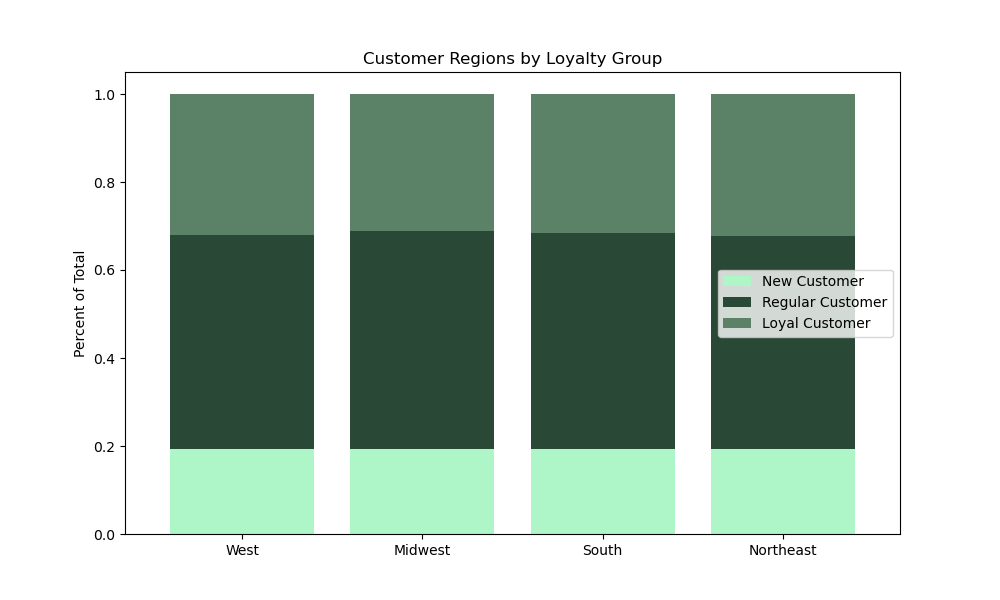 Customer Regions by Loyalty Group
Percent of Total
1.0
0.8
0.6
0.4
0.2
0.0
New Customer
Regular Customer
Loyal Customer
West
Midwest
South
Northeast